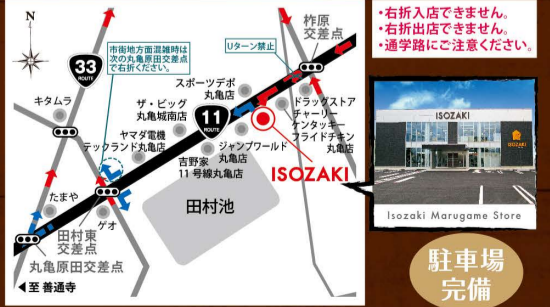 市街地方面混雑時は
次の丸亀原田交差点
で右折ください。
33
ROUTE
キタムラ
ザ・ビッグ
丸亀城南店
ヤマダ電機
テックランド丸亀店
スポーツデポ
丸亀店
Uターン禁止
柞原
交差点
11
ROUTE
ドラッグストア
チャーリー
ケンタッキー
フライドチキン
丸亀店
ジャンプワールド
丸亀店
吉野家
11号線丸亀店
ISOZAKI
たまや
ゲオ
田村池
田村東
交差点
丸亀原田交差点
至 善通寺
・右折入店できません。
・右折出店できません。
・通学路にご注意ください。
ISOZAKI
ISOZAKI
Isozaki Marugame Store
駐車場
完備